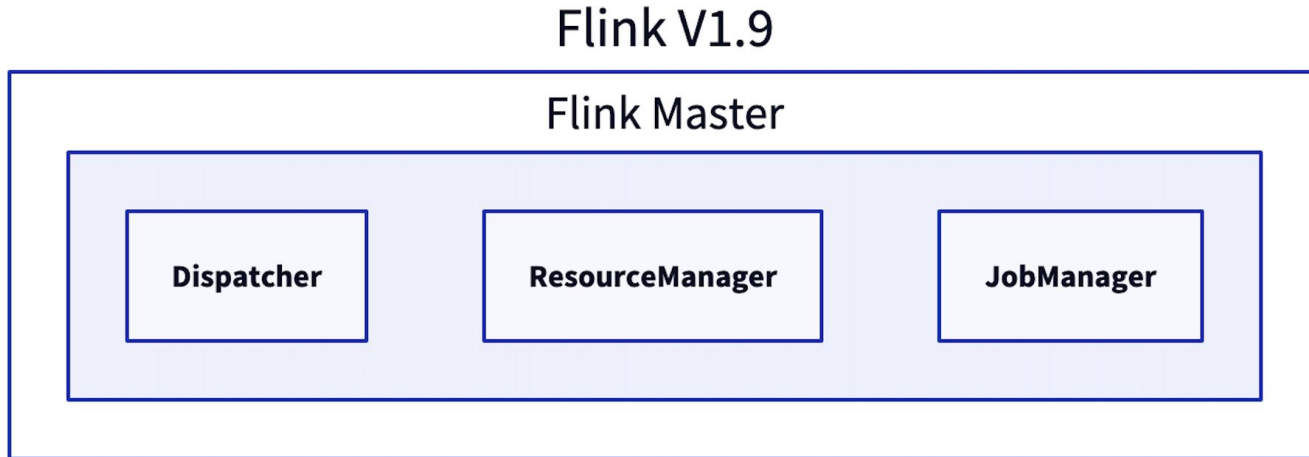 Flink V1.9
Flink Master
Dispatcher
ResourceManager
JobManager